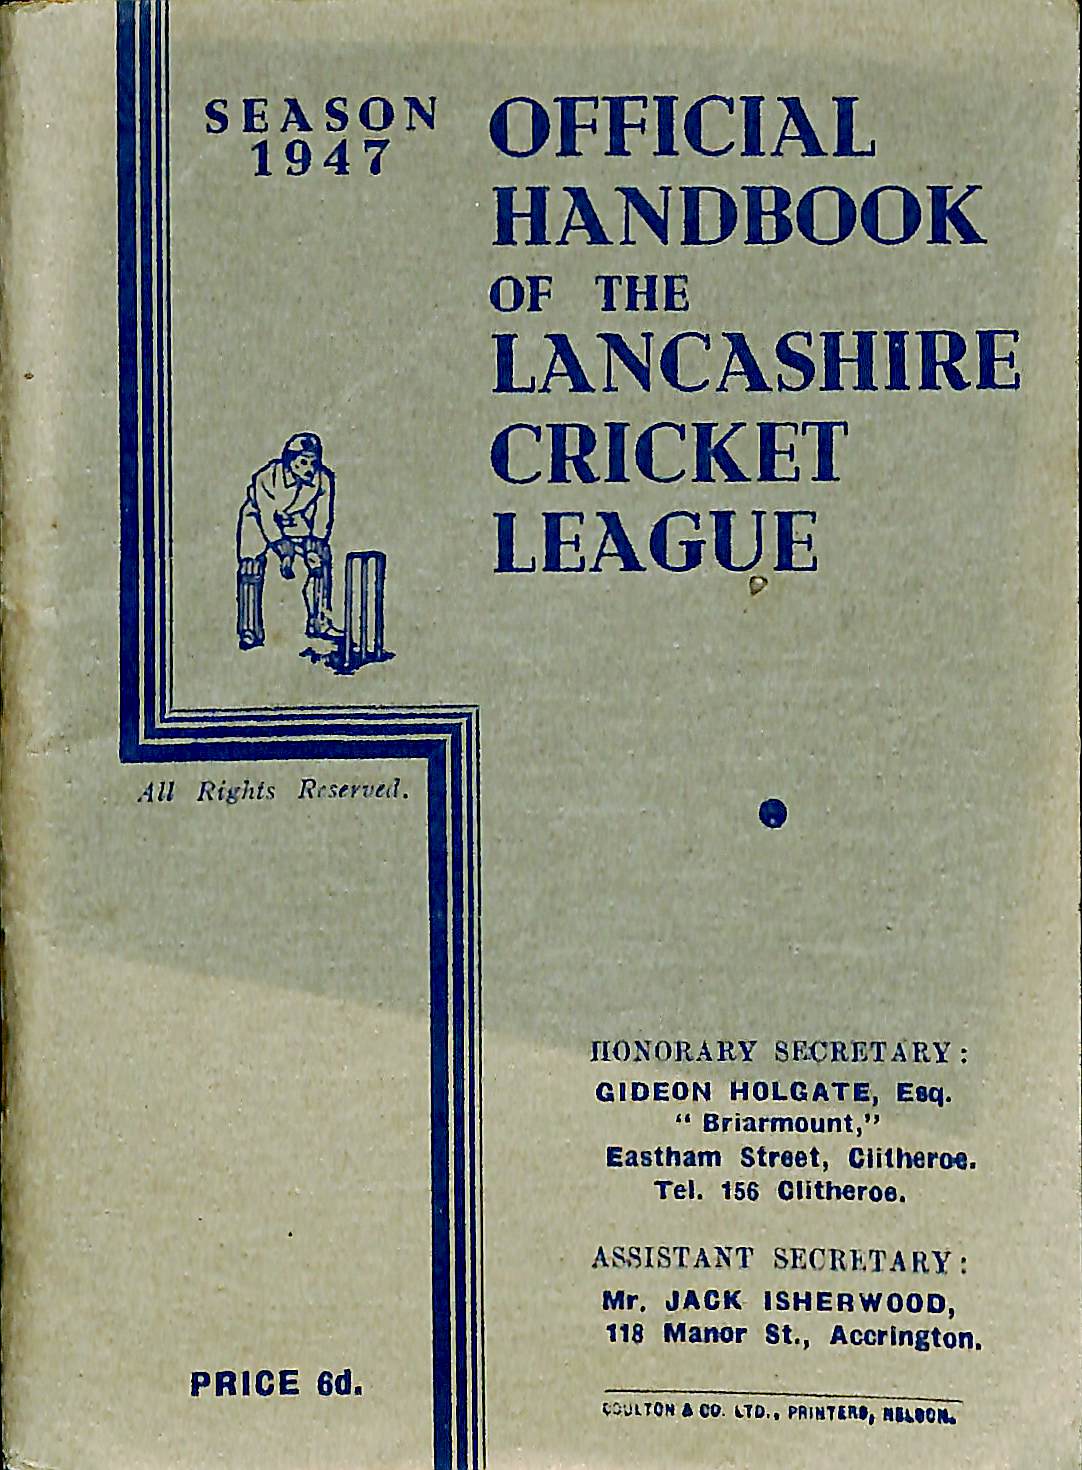 SEASON
1947
OFFICIAL
HANDBOOK
OF THE
LANCASHIRE
CRICKET
LEAGUE
All Rights Reserved.
HONORARY SECRETARY:
GIDEON HOLGATE, Esq.
"Briarmount,"
Eastham Street, Clitheroe.
Tel. 156 Clitheroe.
ASSISTANT SECRETARY:
Mr. JACK ISHERWOOD,
118 Manor St., Accrington.
PRICE 6d.
COULTON & CO. LTD., PRINTERS, NELSON.